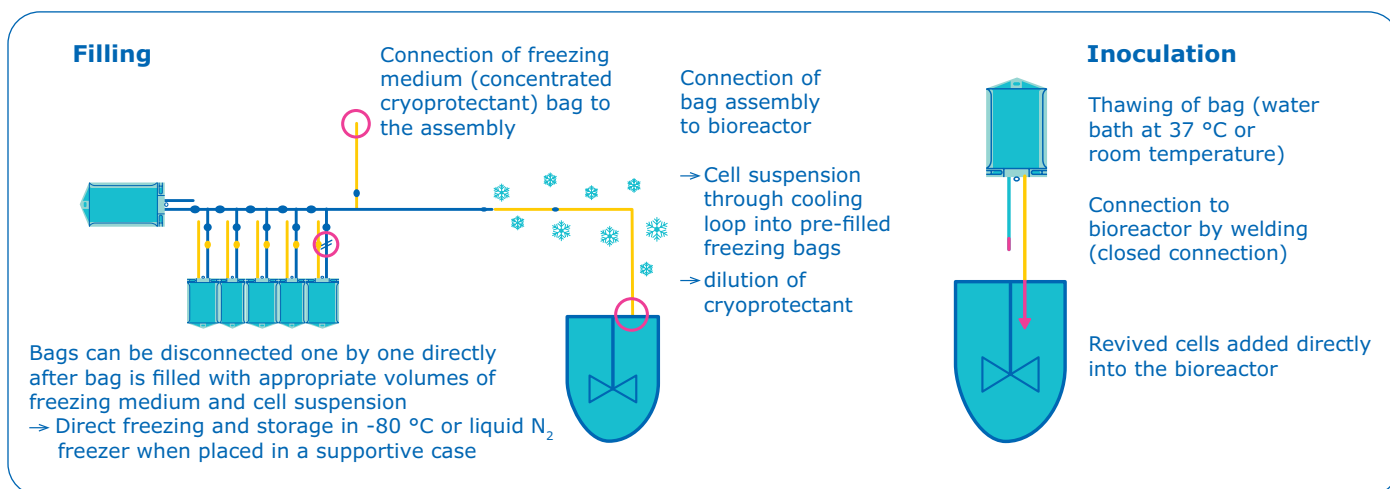 Filling
Connection of freezing
medium (concentrated
cryoprotectant) bag to
the assembly
Connection of
bag assembly
to bioreactor
→ Cell suspension
through cooling
loop into pre-filled
freezing bags
→ dilution of
cryoprotectant
Bags can be disconnected one by one directly
after bag is filled with appropriate volumes of
freezing medium and cell suspension
→ Direct freezing and storage in -80 °C or liquid N₂
freezer when placed in a supportive case
Inoculation
Thawing of bag (water
bath at 37 °C or
room temperature)
Connection to
bioreactor by welding
(closed connection)
Revived cells added directly
into the bioreactor